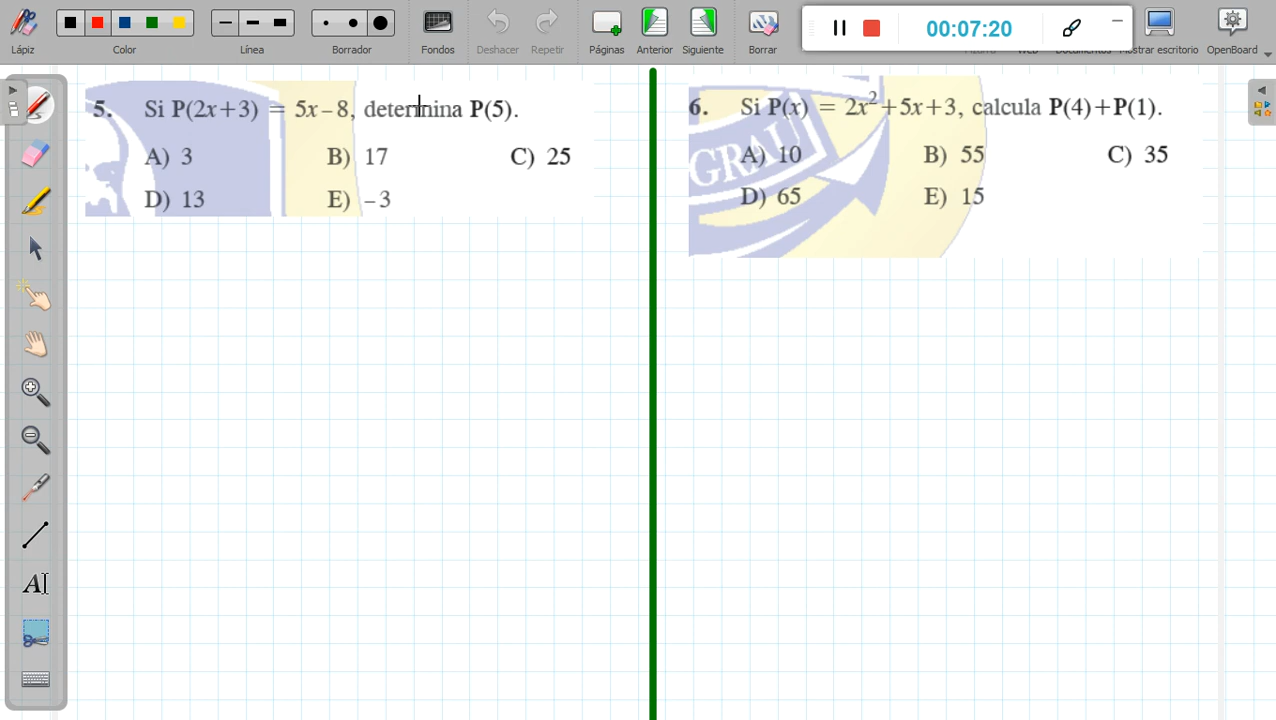 00:07:20
Lápiz Color Línea Borrador Fondos Deshacer Repetir Páginas Anterior Siguiente Borrar Mostrar escritorio OpenBoard
5. Si P(2x+3) = 5x–8, determina P(5).
A) 3 B) 17 C) 25
D) 13 E) –3
6. Si P(x) = 2x²+5x+3, calcula P(4)+P(1).
A) 10 B) 55 C) 35
D) 65 E) 15
GRAL
A